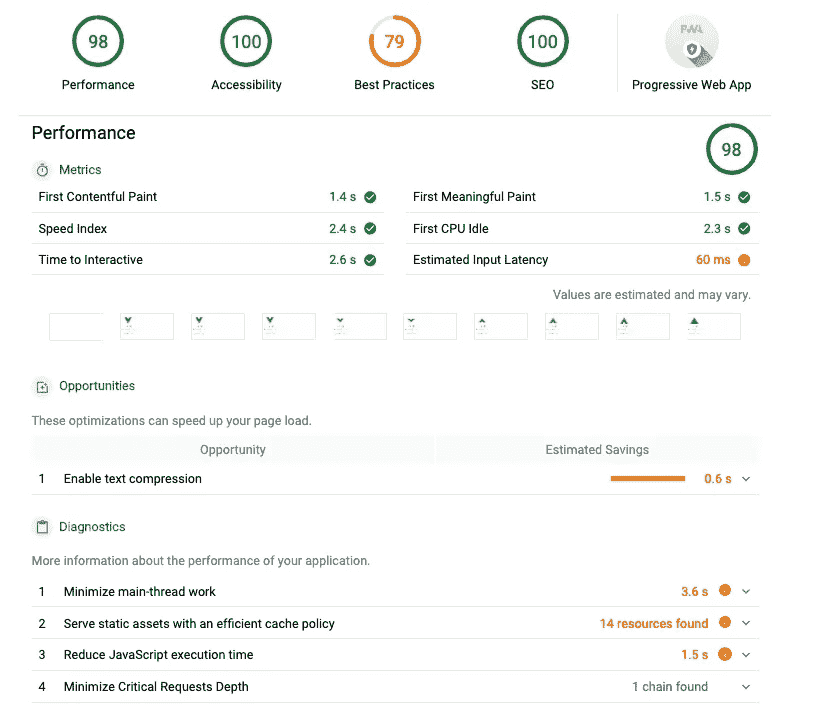 98
100
79
100
PWA
Performance
Accessibility
Best Practices
SEO
Progressive Web App
Performance
98
Metrics
First Contentful Paint 1.4 s
First Meaningful Paint 1.5 s
Speed Index 2.4 s
First CPU Idle 2.3 s
Time to Interactive 2.6 s
Estimated Input Latency 60 ms
Values are estimated and may vary.
Opportunities
These optimizations can speed up your page load.
Opportunity Estimated Savings
1 Enable text compression 0.6 s
Diagnostics
More information about the performance of your application.
1 Minimize main-thread work 3.6 s
2 Serve static assets with an efficient cache policy 14 resources found
3 Reduce JavaScript execution time 1.5 s
4 Minimize Critical Requests Depth 1 chain found